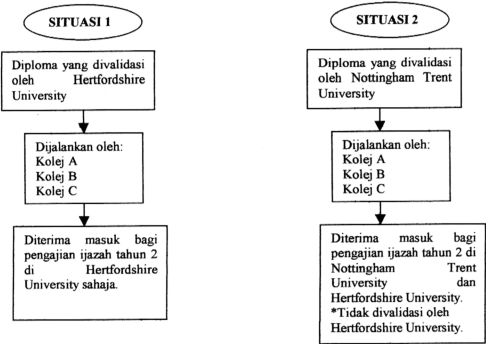 SITUASI 1
Diploma yang divalidasi
oleh Hertfordshire
University
Dijalankan oleh:
Kolej A
Kolej B
Kolej C
Diterima masuk bagi
pengajian ijazah tahun 2
di Hertfordshire
University sahaja.
SITUASI 2
Diploma yang divalidasi
oleh Nottingham Trent
University
Dijalankan oleh:
Kolej A
Kolej B
Kolej C
Diterima masuk bagi
pengajian ijazah tahun 2 di
Nottingham Trent
University dan
Hertfordshire University.
*Tidak divalidasi oleh
Hertfordshire University.